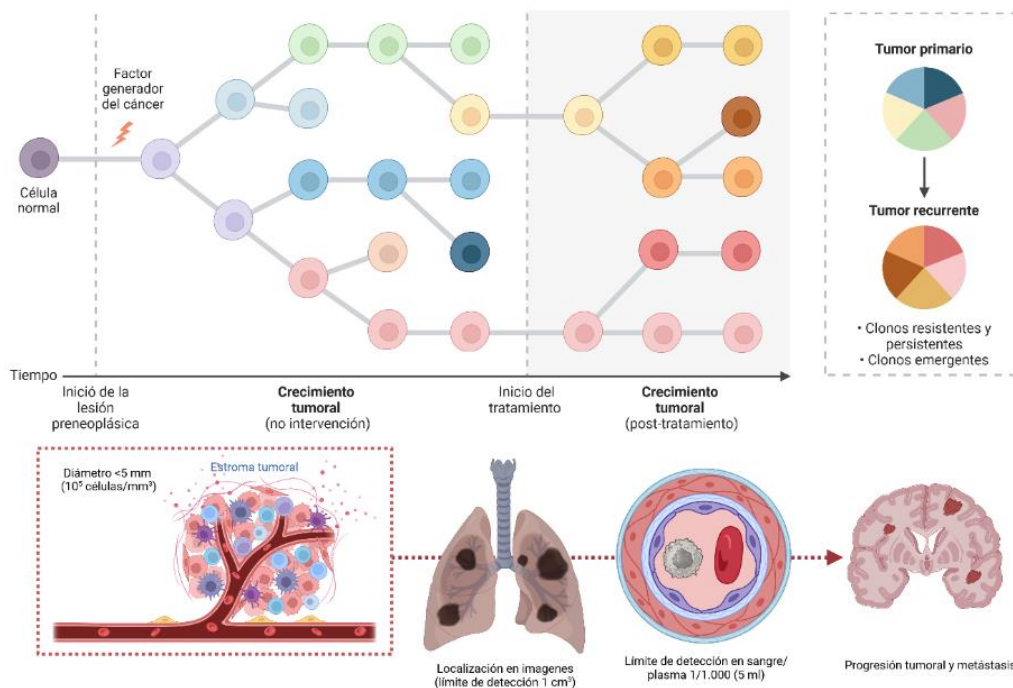 Factor
generador
del cáncer
Célula
normal
Tiempo
Inició de la
lesión
preneoplásica
Crecimiento
tumoral
(no intervención)
Inicio del
tratamiento
Crecimiento
tumoral
(post-tratamiento)
Tumor primario
Tumor recurrente
• Clonos resistentes y
persistentes
• Clonos emergentes
Diámetro <5 mm
(10⁵ células/mm³)
Estroma tumoral
Localización en imagenes
(límite de detección 1 cm³)
Límite de detección en sangre/
plasma 1/1.000 (5 ml)
Progresión tumoral y metástasis